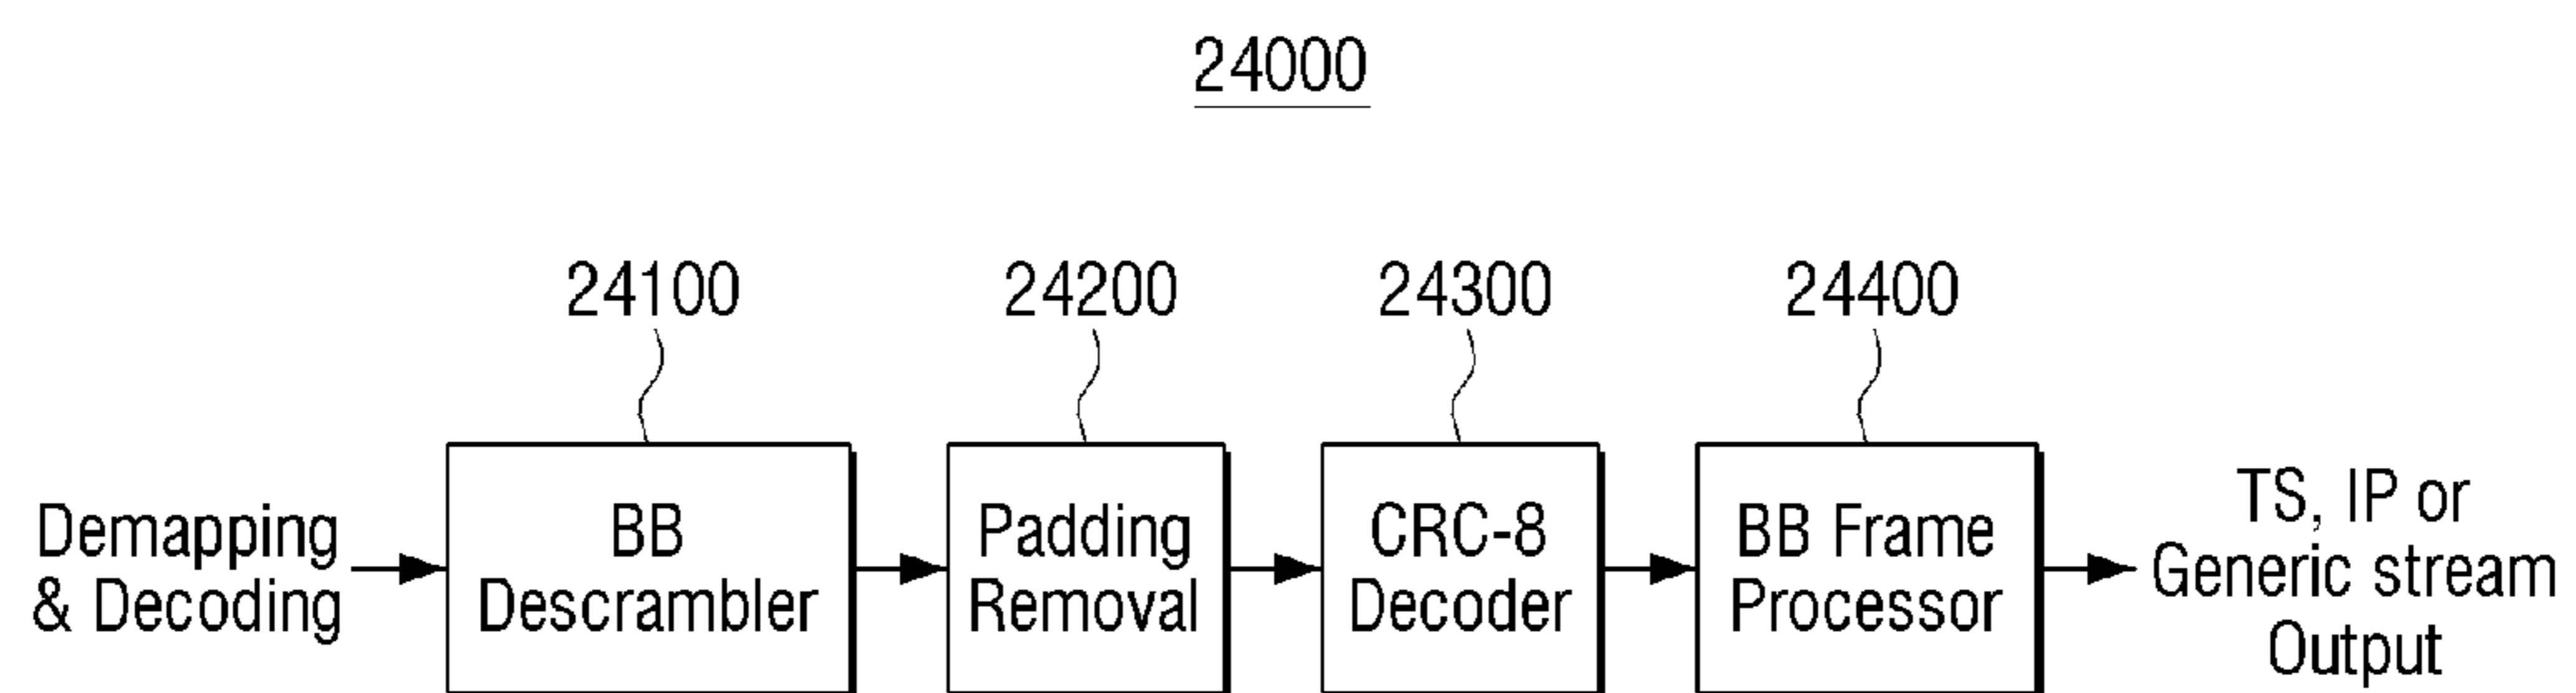 24000
24100
24200
24300
24400
Demapping
& Decoding
BB
Descrambler
Padding
Removal
CRC-8
Decoder
BB Frame
Processor
TS, IP or
Generic stream
Output